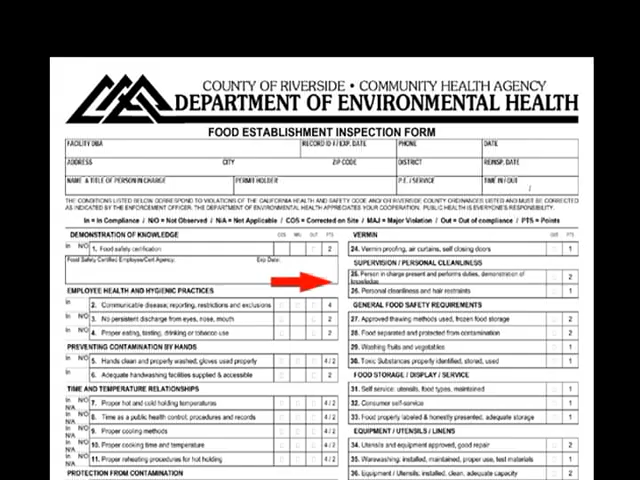 COUNTY OF RIVERSIDE • COMMUNITY HEALTH AGENCY
DEPARTMENT OF ENVIRONMENTAL HEALTH
FOOD ESTABLISHMENT INSPECTION FORM
FACILITY DBA RECORD ID # / EXP. DATE PHONE DATE
ADDRESS CITY ZIP CODE DISTRICT REINSP. DATE
NAME & TITLE OF PERSON IN CHARGE PERMIT HOLDER P.E. / SERVICE TIME IN / OUT
/
THE CONDITIONS LISTED BELOW CORRESPOND TO VIOLATIONS OF THE CALIFORNIA HEALTH AND SAFETY CODE AND/OR RIVERSIDE COUNTY ORDINANCES LISTED AND MUST BE CORRECTED
AS INDICATED BY THE ENFORCEMENT OFFICER. THE DEPARTMENT OF ENVIRONMENTAL HEALTH APPRECIATES YOUR COOPERATION. PUBLIC HEALTH IS EVERYONE'S RESPONSIBILITY.
In = In Compliance / N/O = Not Observed / N/A = Not Applicable / COS = Corrected on Site / MAJ = Major Violation / Out = Out of compliance / PTS = Points
DEMONSTRATION OF KNOWLEDGE COS MAJ OUT PTS
In N/O 1. Food safety certification 2
Food Safety Certified Employee/Cert Agency: Exp Date:
EMPLOYEE HEALTH AND HYGIENIC PRACTICES
In 2. Communicable disease; reporting, restrictions and exclusions 4
In N/O 3. No persistent discharge from eyes, nose, mouth 2
In N/O 4. Proper eating, tasting, drinking or tobacco use 2
PREVENTING CONTAMINATION BY HANDS
In N/O 5. Hands clean and properly washed; gloves used properly 4 / 2
In 6. Adequate handwashing facilities supplied & accessible 2
TIME AND TEMPERATURE RELATIONSHIPS
In N/O N/A 7. Proper hot and cold holding temperatures 4 / 2
In N/O N/A 8. Time as a public health control; procedures and records 4 / 2
In N/O N/A 9. Proper cooling methods 4 / 2
In N/O N/A 10. Proper cooking time and temperature 4 / 2
In N/O N/A 11. Proper reheating procedures for hot holding 4 / 2
PROTECTION FROM CONTAMINATION
VERMIN OUT PTS
24. Vermin proofing, air curtains, self closing doors 1
SUPERVISION / PERSONAL CLEANLINESS
25. Person in charge present and performs duties, demonstration of
knowledge 2
26. Personal cleanliness and hair restraints 1
GENERAL FOOD SAFETY REQUIREMENTS
27. Approved thawing methods used, frozen food storage 2
28. Food separated and protected from contamination 2
29. Washing fruits and vegetables 1
30. Toxic Substances properly identified, stored, used 1
FOOD STORAGE / DISPLAY / SERVICE
31. Self service: utensils, food types, maintained 1
32. Consumer self-service 1
33. Food properly labeled & honestly presented; adequate storage 1
EQUIPMENT / UTENSILS / LINENS
34. Utensils and equipment approved, good repair 2
35. Warewashing: installed, maintained, proper use, test materials 1
36. Equipment / Utensils: installed, clean, adequate capacity 2